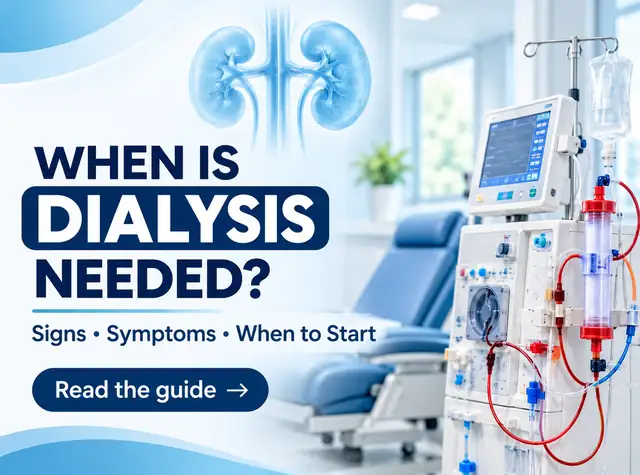 WHEN IS
DIALYSIS
NEEDED?
Signs • Symptoms • When to Start
Read the guide →